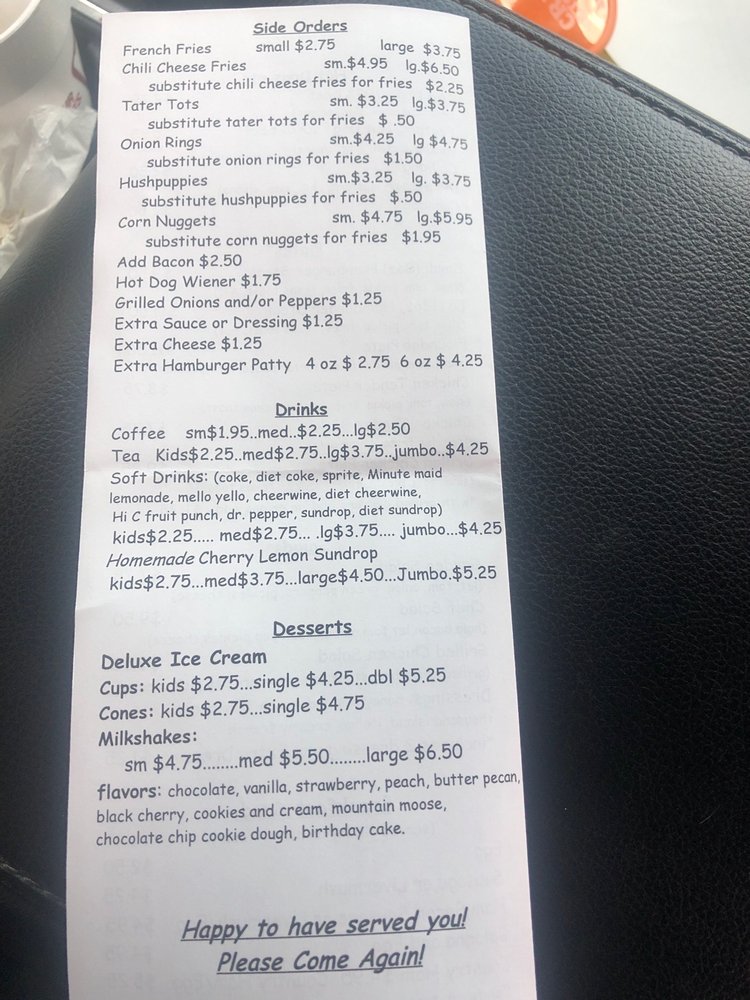 Side Orders
French Fries small $2.75 large $3.75
Chili Cheese Fries sm.$4.95 lg.$6.50
substitute chili cheese fries for fries $2.25
Tater Tots sm. $3.25 lg.$3.75
substitute tater tots for fries $ .50
Onion Rings sm.$4.25 lg $4.75
substitute onion rings for fries $1.50
Hushpuppies sm.$3.25 lg. $3.75
substitute hushpuppies for fries $.50
Corn Nuggets sm. $4.75 lg.$5.95
substitute corn nuggets for fries $1.95
Add Bacon $2.50
Hot Dog Wiener $1.75
Grilled Onions and/or Peppers $1.25
Extra Sauce or Dressing $1.25
Extra Cheese $1.25
Extra Hamburger Patty 4 oz $ 2.75 6 oz $ 4.25
Drinks
Coffee sm$1.95..med..$2.25...lg$2.50
Tea Kids$2.25..med$2.75..lg$3.75..jumbo..$4.25
Soft Drinks: (coke, diet coke, sprite, Minute maid
lemonade, mello yello, cheerwine, diet cheerwine,
Hi C fruit punch, dr. pepper, sundrop, diet sundrop)
kids$2.25..... med$2.75... .lg$3.75.... jumbo...$4.25
Homemade Cherry Lemon Sundrop
kids$2.75...med$3.75...large$4.50...Jumbo.$5.25
Desserts
Deluxe Ice Cream
Cups: kids $2.75...single $4.25...dbl $5.25
Cones: kids $2.75...single $4.75
Milkshakes:
sm $4.75........med $5.50........large $6.50
flavors: chocolate, vanilla, strawberry, peach, butter pecan,
black cherry, cookies and cream, mountain moose,
chocolate chip cookie dough, birthday cake.
Happy to have served you!
Please Come Again!